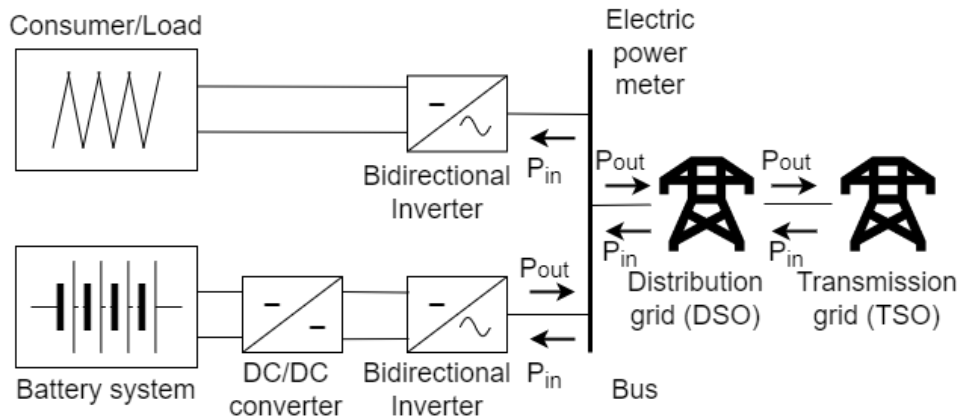 Consumer/Load
Electric
power
meter
Bidirectional
Inverter
Pin
Pout
Pin
Pout
Pin
Distribution
grid (DSO)
Transmission
grid (TSO)
Battery system
DC/DC
converter
Bidirectional
Inverter
Pout
Pin
Bus